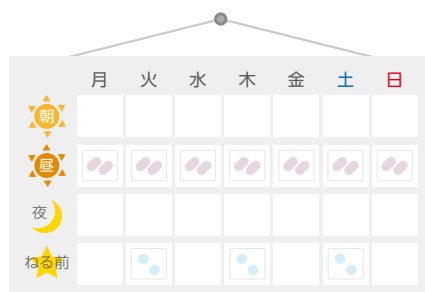 月 火 水 木 金 土 日
朝
昼
夜
ねる前